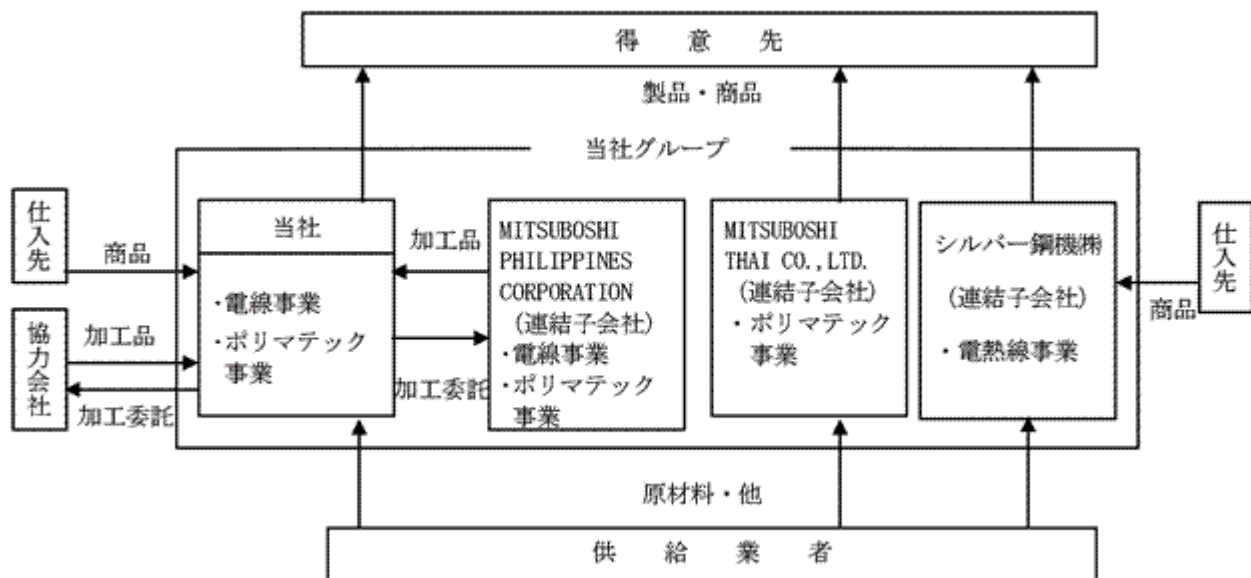 得意先
製品・商品
当社グループ
仕入先
商品
協力会社
加工品
加工委託
当社
・電線事業
・ポリマテック
事業
加工品
加工委託
MITSUBOSHI
PHILIPPINES
CORPORATION
(連結子会社)
・電線事業
・ポリマテック
事業
MITSUBOSHI
THAI CO.,LTD.
(連結子会社)
・ポリマテック
事業
シルバー鋼機㈱
(連結子会社)
・電熱線事業
商品
仕入先
原材料・他
供給業者